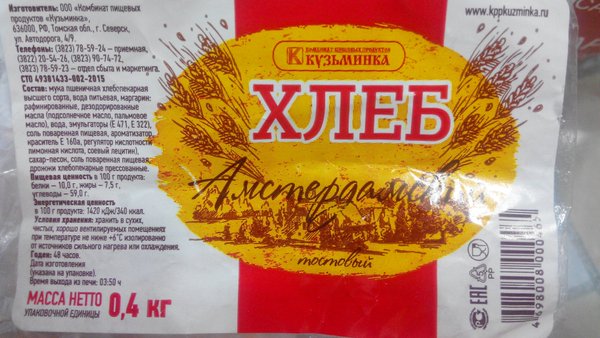 Изготовитель: ООО «Комбинат пищевых
продуктов «Кузьминка»,
636000, РФ, Томская обл., г. Северск,
ул. Автодорога, 4/9
Телефоны: (3823) 78-59-24 – приемная,
(3822) 20-54-26, (3823) 90-74-72,
(3823) 78-59-23 – отдел сбыта и маркетинга.
СТО 49301433-002-2015
Состав: мука пшеничная хлебопекарная
высшего сорта, вода питьевая, маргарин:
рафинированные, дезодорированные
масла (подсолнечное масло, пальмовое
масло), вода, эмульгаторы (Е 471, Е 322),
соль поваренная пищевая, ароматизатор,
краситель Е 160а, регулятор кислотности
лимонная кислота, соевый лецитин),
сахар-песок, соль поваренная пищевая,
дрожжи хлебопекарные прессованные.
Пищевая ценность в 100 г продукта:
белки – 10,0 г, жиры – 7,5 г,
углеводы – 59,0 г.
Энергетическая ценность
в 100 г продукта: 1420 кДж/340 ккал.
Условия хранения: хранить в сухих,
чистых, хорошо вентилируемых помещениях
при температуре не ниже +6°С изолированно
от источников сильного нагрева или охлаждения.
Годен: 48 часов.
Дата изготовления
(указана на упаковке).
Время выхода из печи: 03:50 ч
МАССА НЕТТО
УПАКОВОЧНОЙ ЕДИНИЦЫ
0,4 кг
КОМБИНАТ ПИЩЕВЫХ ПРОДУКТОВ
КУЗЬМИНКА
ХЛЕБ
Амстердамский
тостовый
www.kppkuzminka.ru
EAC
PP